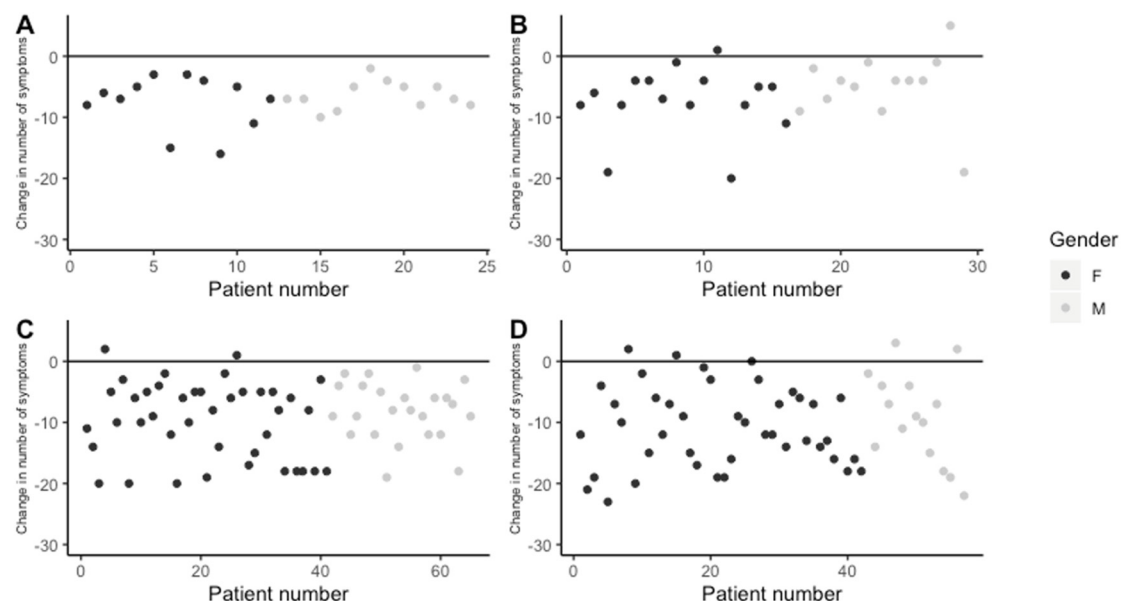 A
Change in number of symptoms
0
-10
-20
-30
0 5 10 15 20 25
Patient number
B
Change in number of symptoms
0
-10
-20
-30
0 10 20 30
Patient number
Gender
F
M
C
Change in number of symptoms
0
-10
-20
-30
0 20 40 60
Patient number
D
Change in number of symptoms
0
-10
-20
-30
0 20 40
Patient number